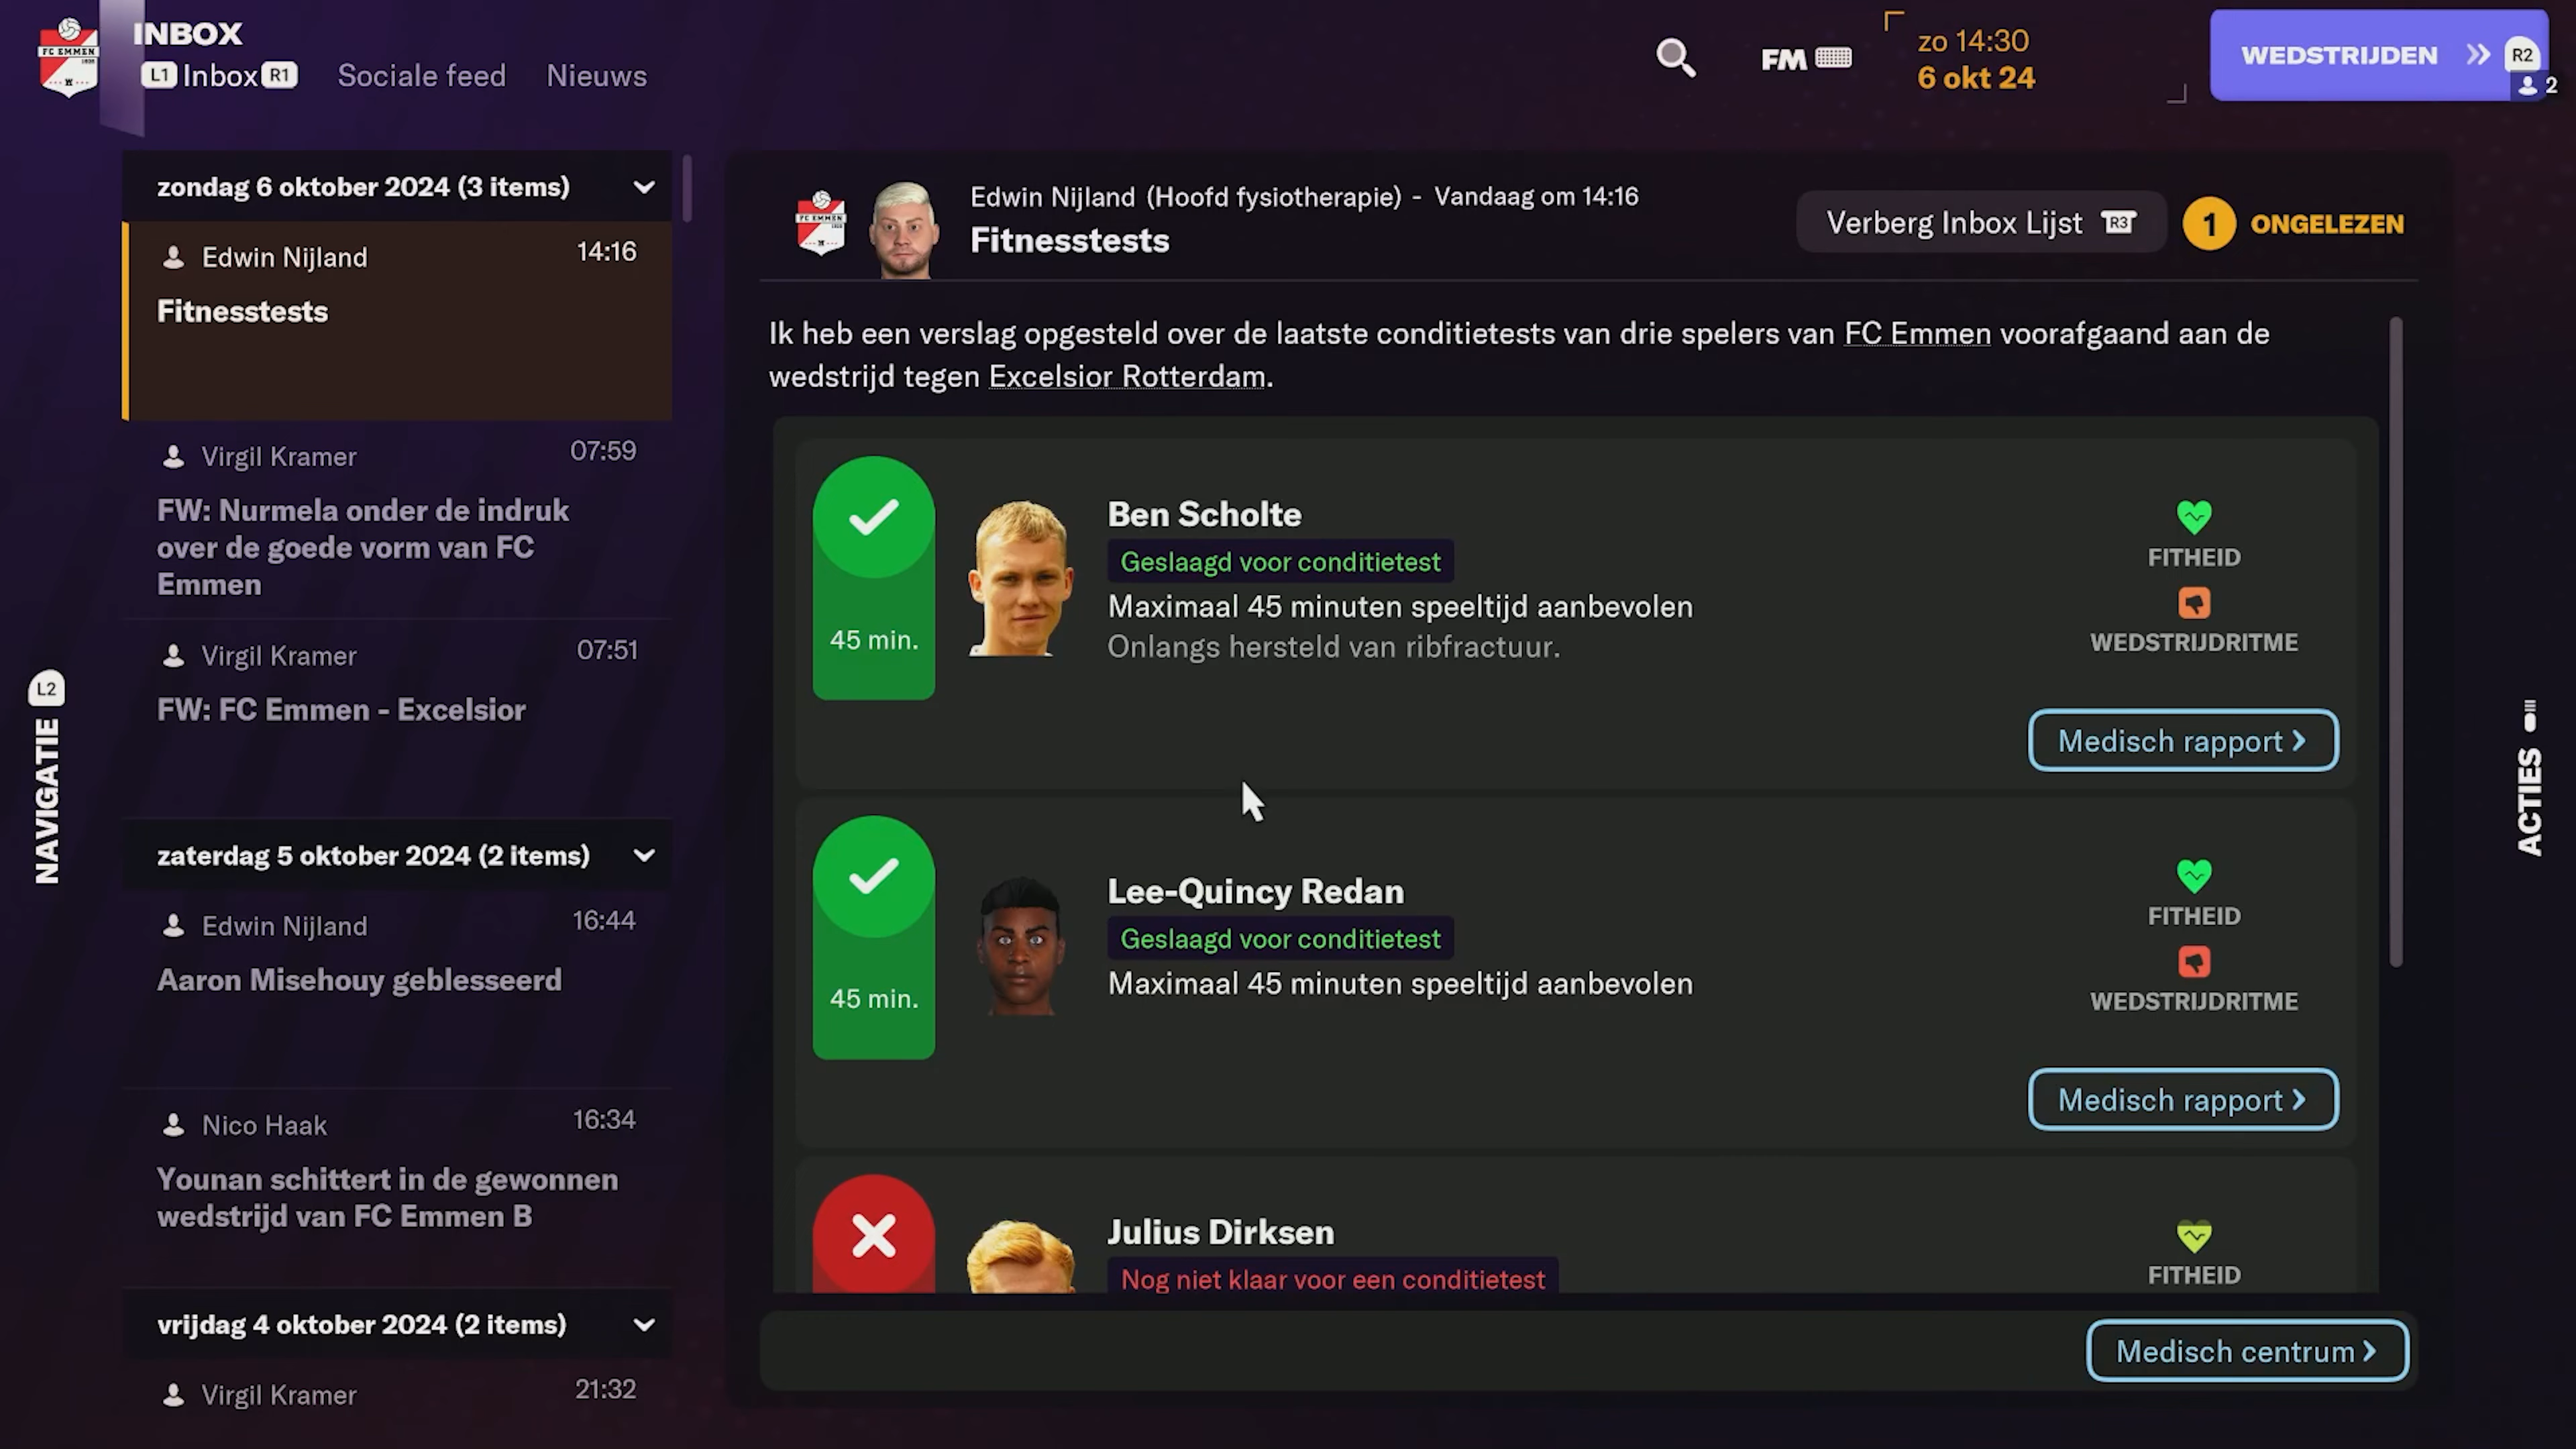 FC EMMEN
INBOX
L1 Inbox R1 Sociale feed Nieuws
FM
zo 14:30
6 okt 24
WEDSTRIJDEN R2
2
L2
NAVIGATIE
ACTIES
zondag 6 oktober 2024 (3 items)
Edwin Nijland 14:16
Fitnesstests
Virgil Kramer 07:59
FW: Nurmela onder de indruk
over de goede vorm van FC
Emmen
Virgil Kramer 07:51
FW: FC Emmen - Excelsior
zaterdag 5 oktober 2024 (2 items)
Edwin Nijland 16:44
Aaron Misehouy geblesseerd
Nico Haak 16:34
Younan schittert in de gewonnen
wedstrijd van FC Emmen B
vrijdag 4 oktober 2024 (2 items)
Virgil Kramer 21:32
FC EMMEN
Edwin Nijland (Hoofd fysiotherapie) - Vandaag om 14:16
Fitnesstests
Verberg Inbox Lijst R3
1 ONGELEZEN
Ik heb een verslag opgesteld over de laatste conditietests van drie spelers van FC Emmen voorafgaand aan de
wedstrijd tegen Excelsior Rotterdam.
45 min.
Ben Scholte
Geslaagd voor conditietest
Maximaal 45 minuten speeltijd aanbevolen
Onlangs hersteld van ribfractuur.
FITHEID
WEDSTRIJDRITME
Medisch rapport
45 min.
Lee-Quincy Redan
Geslaagd voor conditietest
Maximaal 45 minuten speeltijd aanbevolen
FITHEID
WEDSTRIJDRITME
Medisch rapport
Julius Dirksen
Nog niet klaar voor een conditietest
FITHEID
Medisch centrum